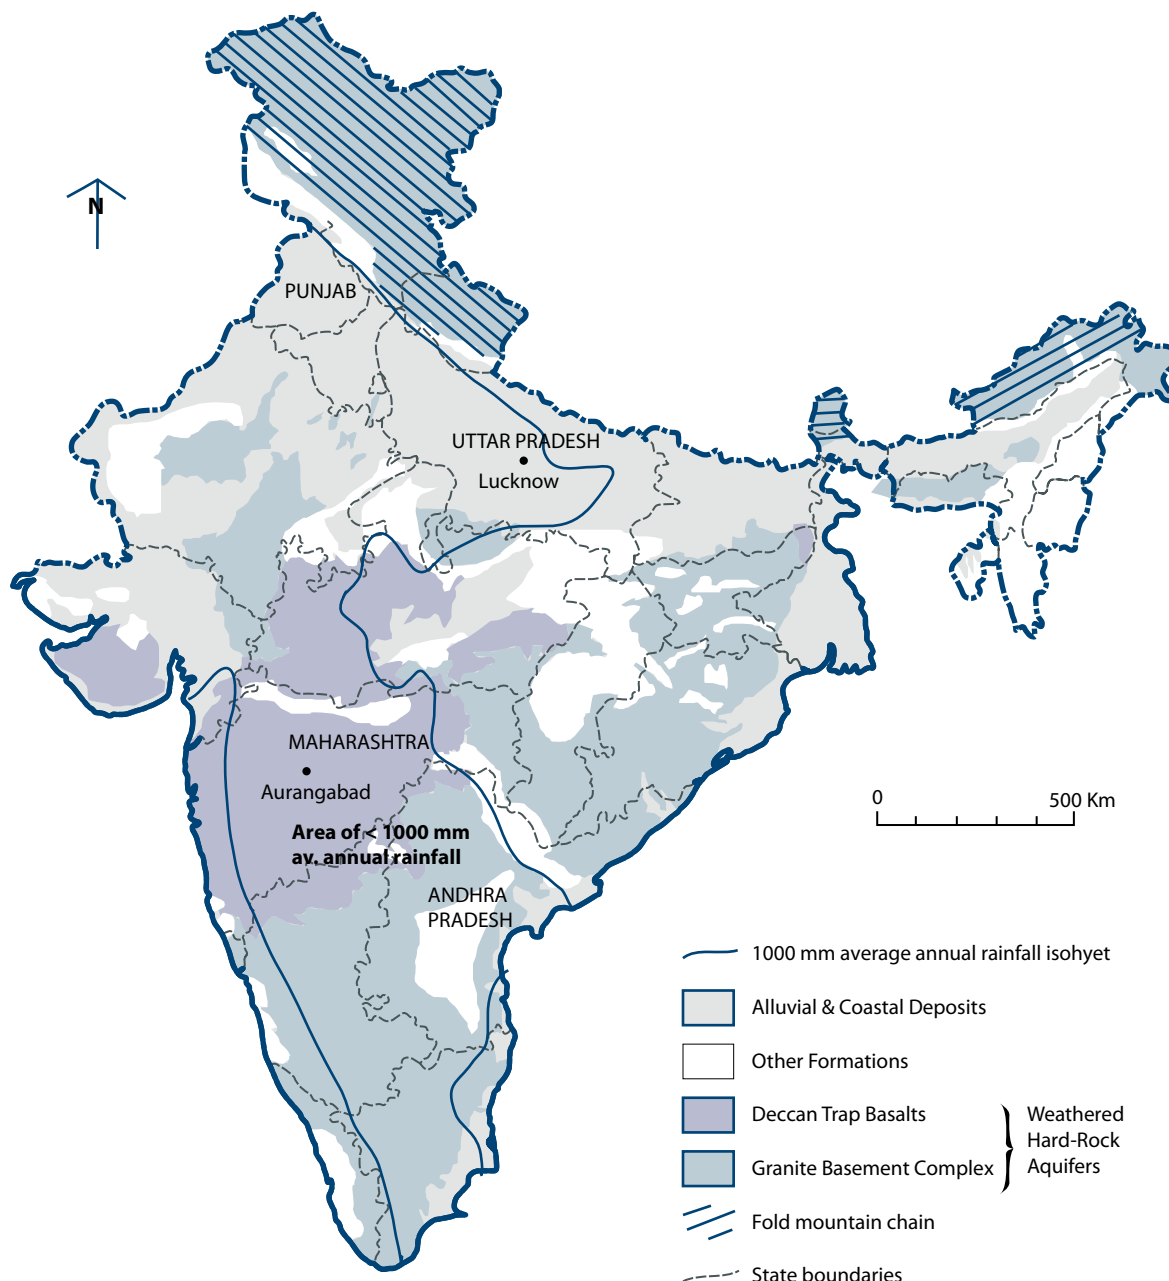 N
PUNJAB
UTTAR PRADESH
Lucknow
MAHARASHTRA
Aurangabad
Area of < 1000 mm
av. annual rainfall
ANDHRA
PRADESH
0 500 Km
1000 mm average annual rainfall isohyet
Alluvial & Coastal Deposits
Other Formations
Deccan Trap Basalts
Granite Basement Complex
Weathered
Hard-Rock
Aquifers
Fold mountain chain
State boundaries